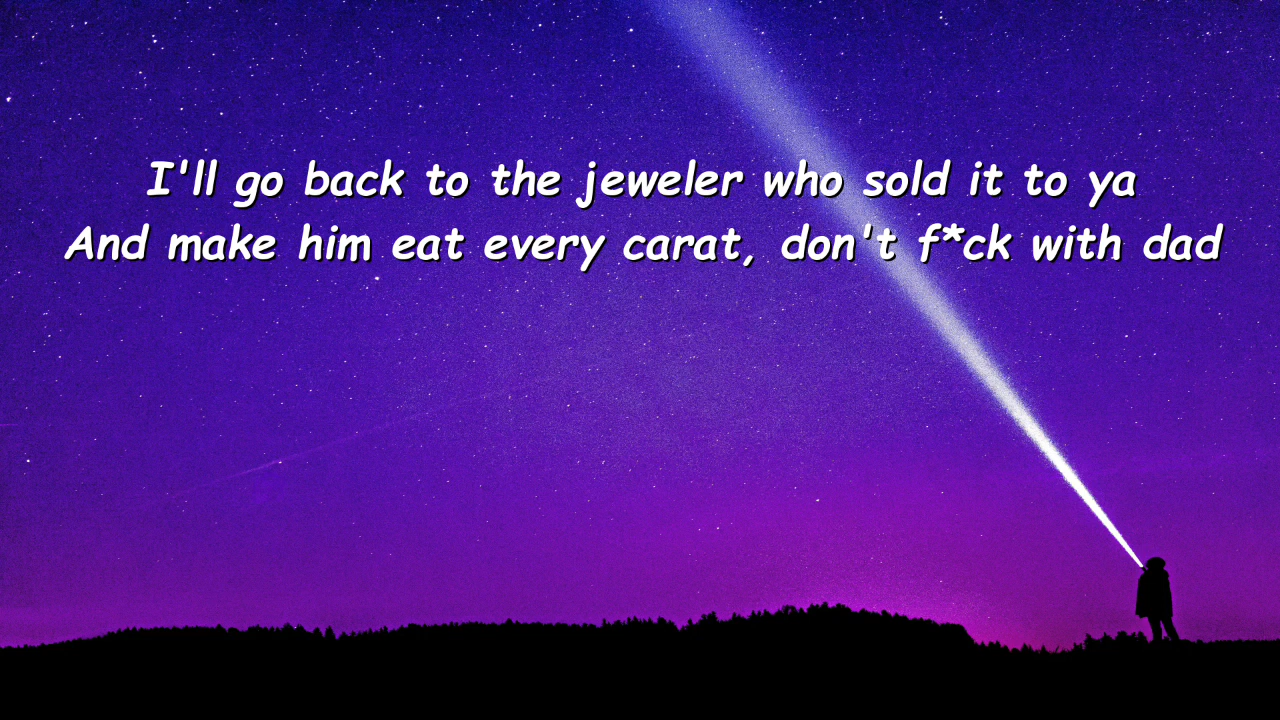 I'll go back to the jeweler who sold it to ya
And make him eat every carat, don't f*ck with dad